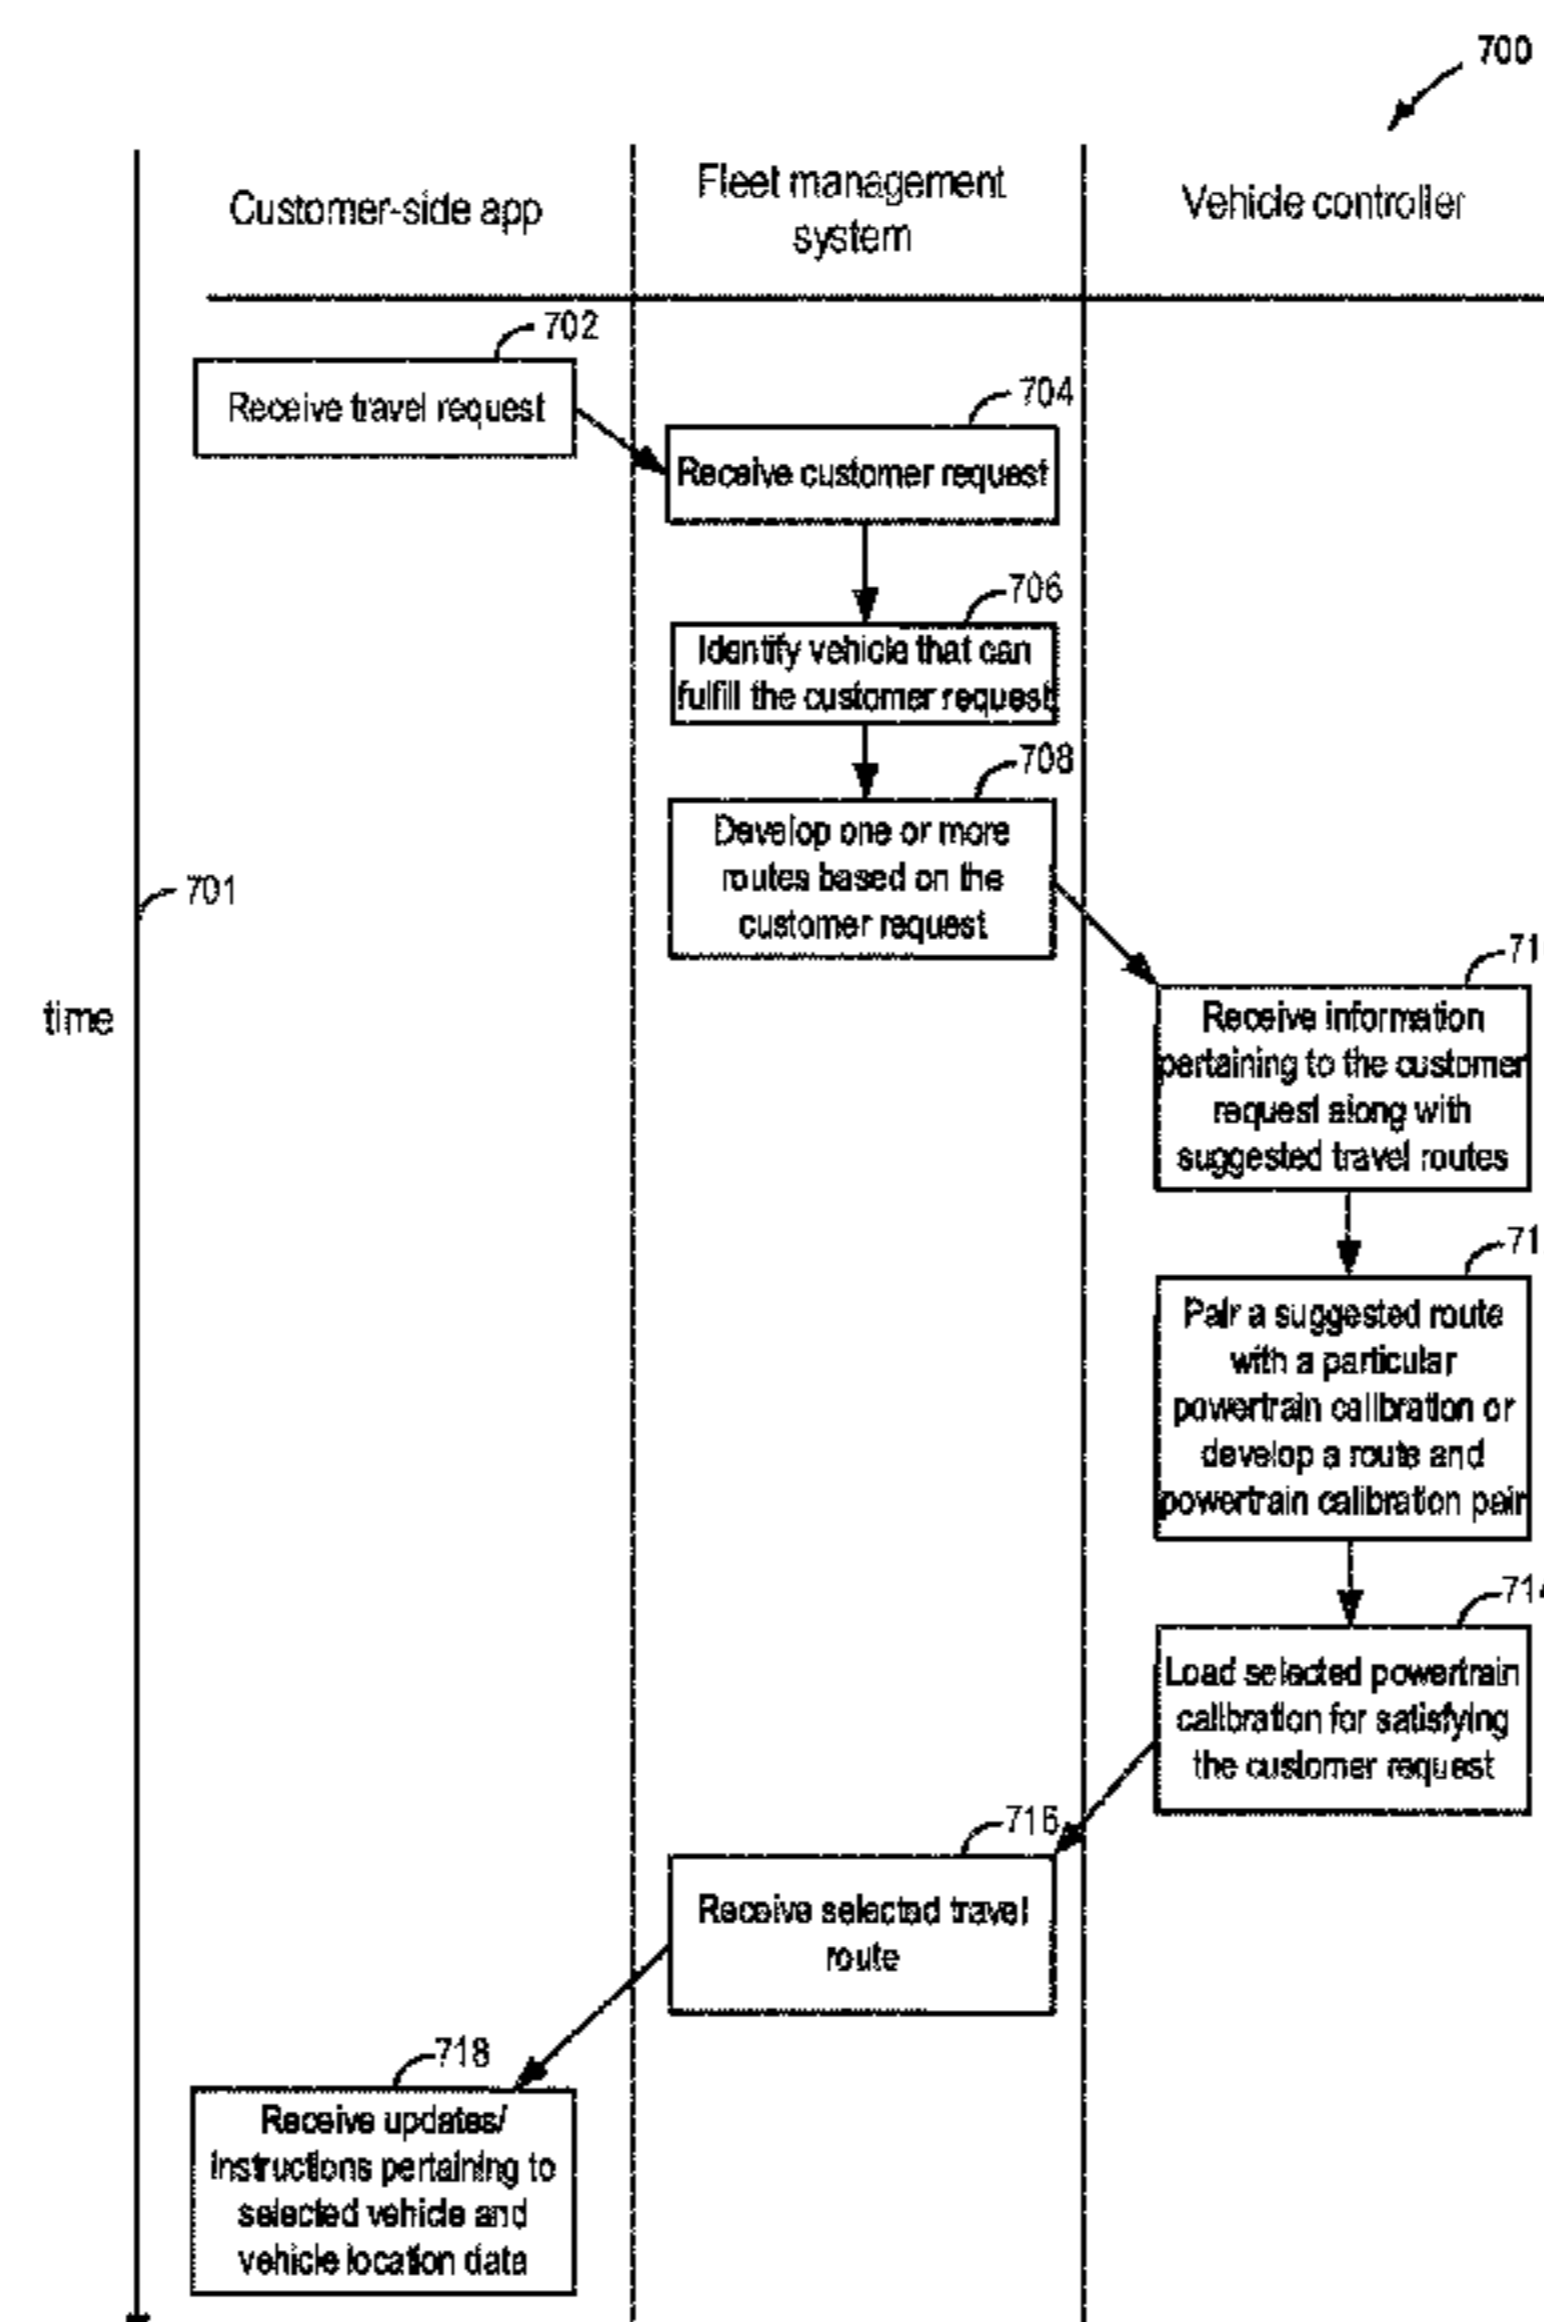 700
Customer-side app
Fleet management
system
Vehicle controller
702
Receive travel request
704
Receive customer request
706
Identify vehicle that can
fulfill the customer request
708
Develop one or more
routes based on the
customer request
701
time
71
Receive information
pertaining to the customer
request along with
suggested travel routes
71
Pair a suggested route
with a particular
powertrain calibration or
develop a route and
powertrain calibration pair
714
Load selected powertrain
calibration for satisfying
the customer request
716
Receive selected travel
route
718
Receive updates/
instructions pertaining to
selected vehicle and
vehicle location data